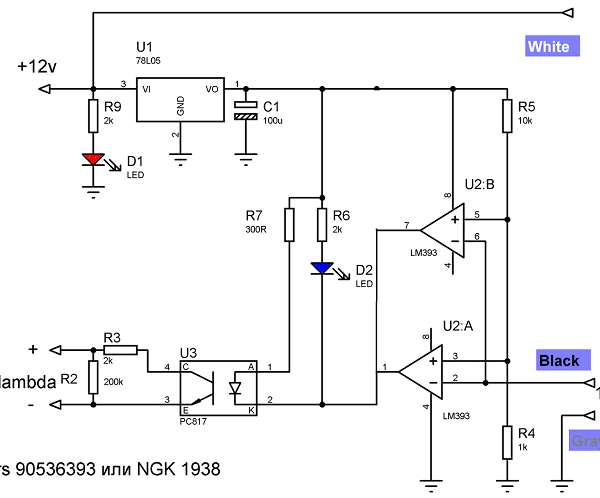 White
U1
78L05
+12v
3
VI
VO
1
GND
2
C1
100u
R9
2k
D1
LED
R5
10k
R7
300R
R6
2k
D2
LED
U2:B
8
7
5
6
+
−
4
LM393
U2:A
8
1
3
2
+
−
4
LM393
Black
1
R3
2k
+
R2
200k
lambda
-
U3
4
C
A
1
3
E
K
2
PC817
R4
1k
Gra
rs 90536393 или NGK 1938